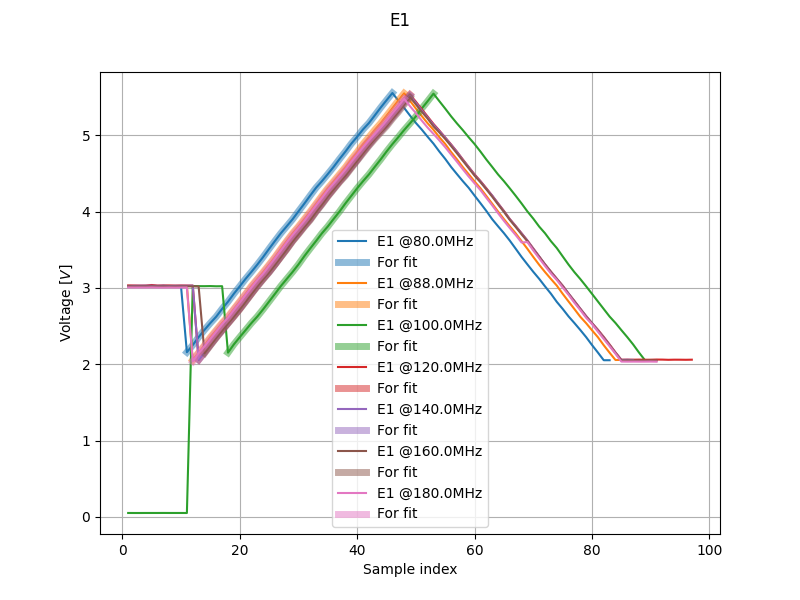 E1
Voltage [V]
5
4
3
2
1
0
E1 @80.0MHz
For fit
E1 @88.0MHz
For fit
E1 @100.0MHz
For fit
E1 @120.0MHz
For fit
E1 @140.0MHz
For fit
E1 @160.0MHz
For fit
E1 @180.0MHz
For fit
0 20 40 60 80 100
Sample index